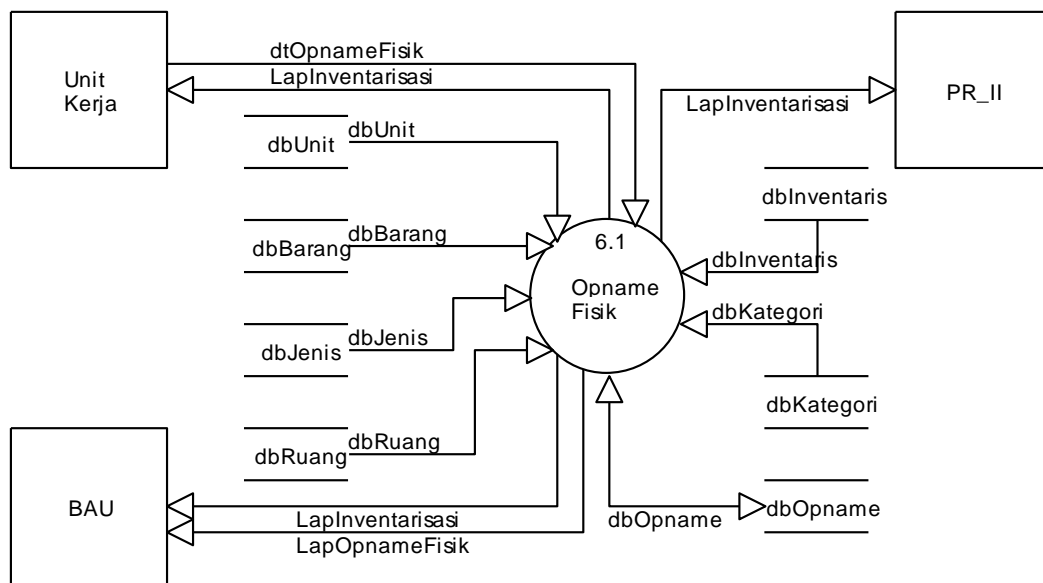 dtOpnameFisik
LapInventarisasi
Unit
Kerja
PR_II
LapInventarisasi
dbUnit
dbUnit
dbInventaris
dbBarang
dbBarang
6.1
dbInventaris
Opname
Fisik
dbKategori
dbJenis
dbJenis
dbKategori
dbRuang
dbRuang
BAU
dbOpname
LapInventarisasi
dbOpname
LapOpnameFisik